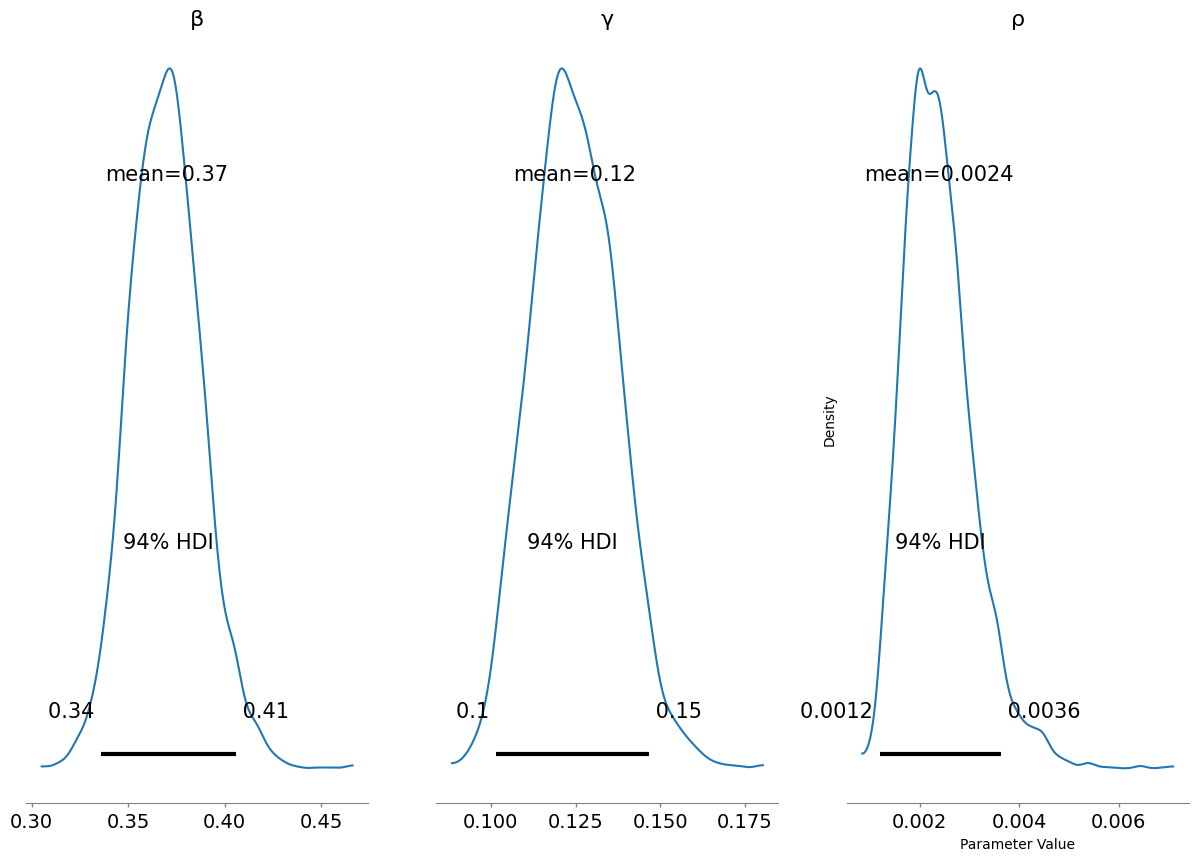 β
mean=0.37
94% HDI
0.34
0.41
0.30
0.35
0.40
0.45
γ
mean=0.12
94% HDI
0.1
0.15
0.100
0.125
0.150
0.175
ρ
mean=0.0024
Density
94% HDI
0.0012
0.0036
0.002
0.004
0.006
Parameter Value